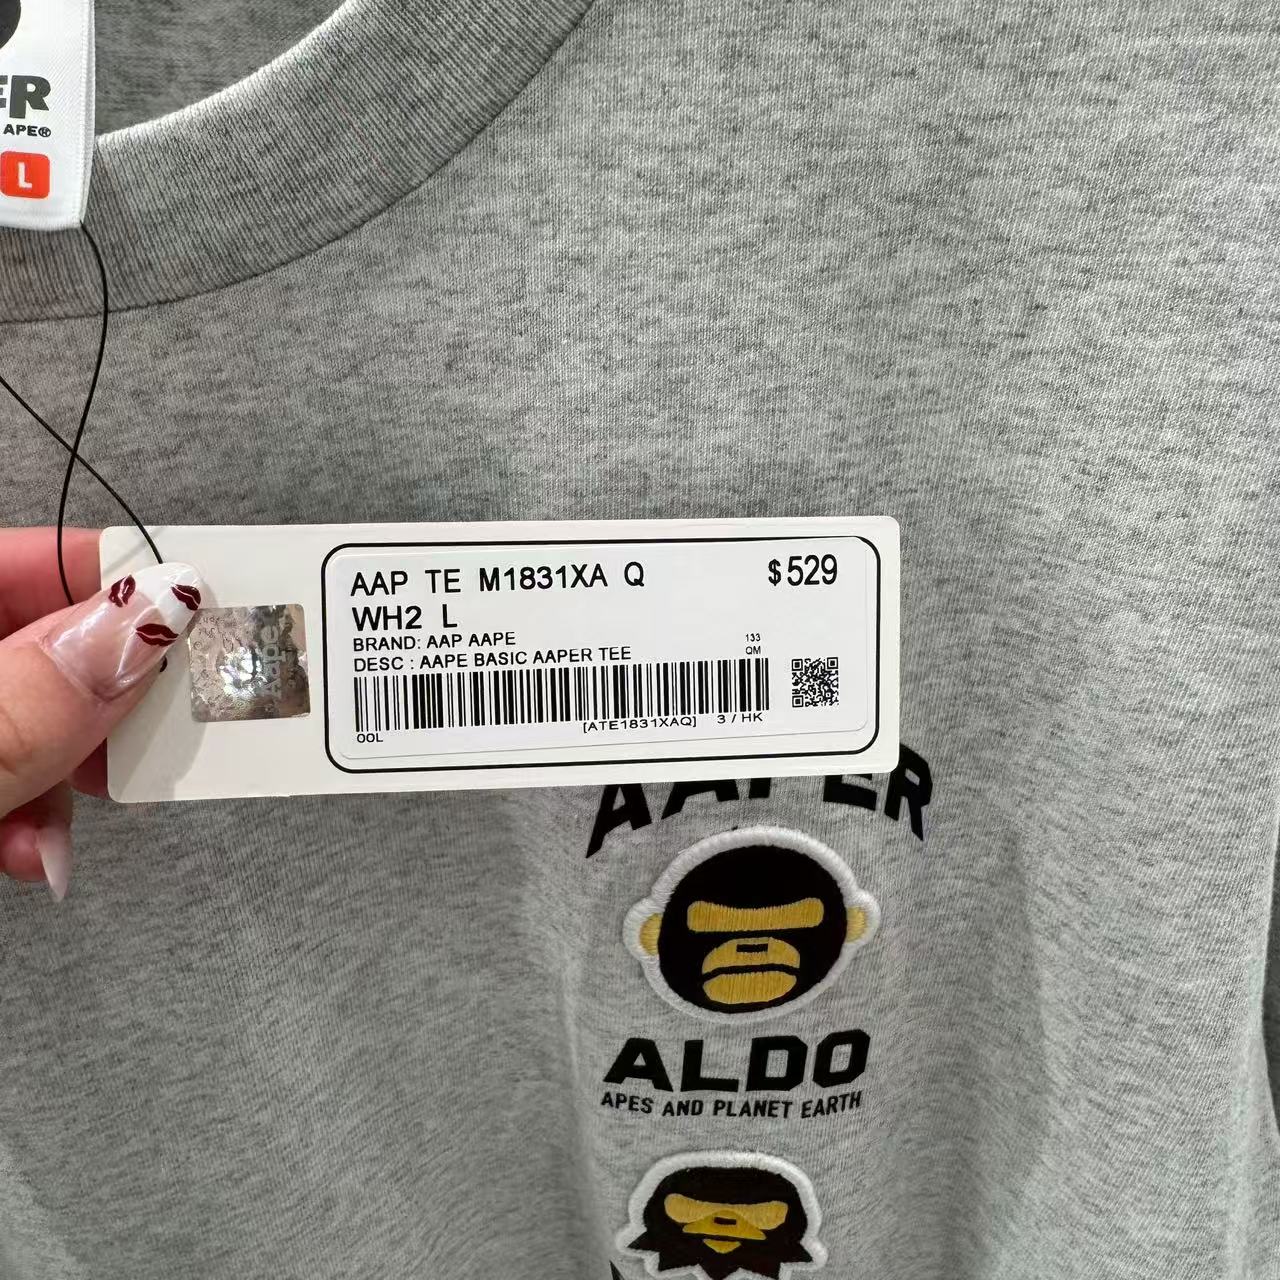 ER
APE®
L
AAP TE M1831XA Q $529
WH2 L
BRAND: AAP AAPE 133
DESC : AAPE BASIC AAPER TEE QM
[ATE1831XAQ] 3 / HK
00L
Aape
AAPER
ALDO
APES AND PLANET EARTH